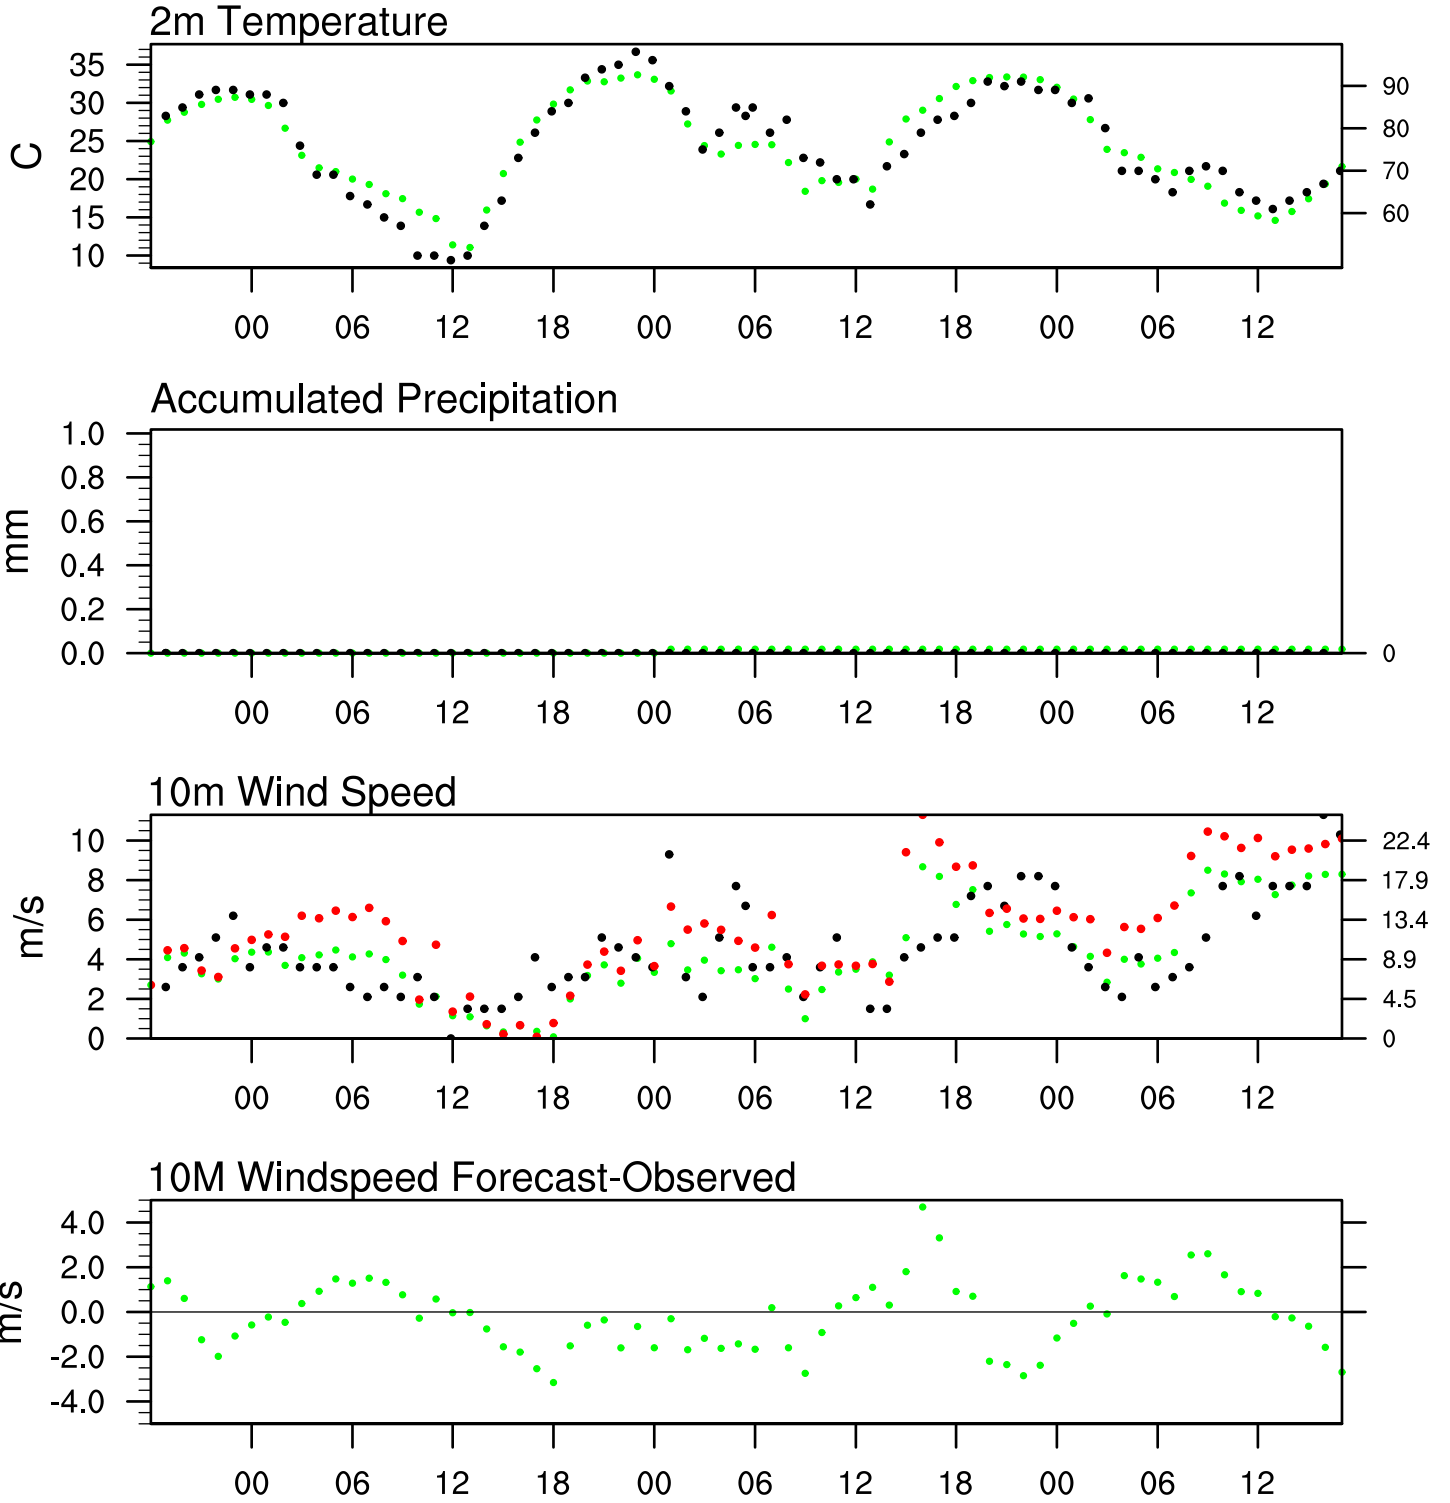 2m Temperature
35
30
25
20
15
10
C
90
80
70
60
00 06 12 18 00 06 12 18 00 06 12
Accumulated Precipitation
1.0
0.8
0.6
0.4
0.2
0.0
mm
0
00 06 12 18 00 06 12 18 00 06 12
10m Wind Speed
10
8
6
4
2
0
m/s
22.4
17.9
13.4
8.9
4.5
0
00 06 12 18 00 06 12 18 00 06 12
10M Windspeed Forecast-Observed
4.0
2.0
0.0
-2.0
-4.0
m/s
00 06 12 18 00 06 12 18 00 06 12